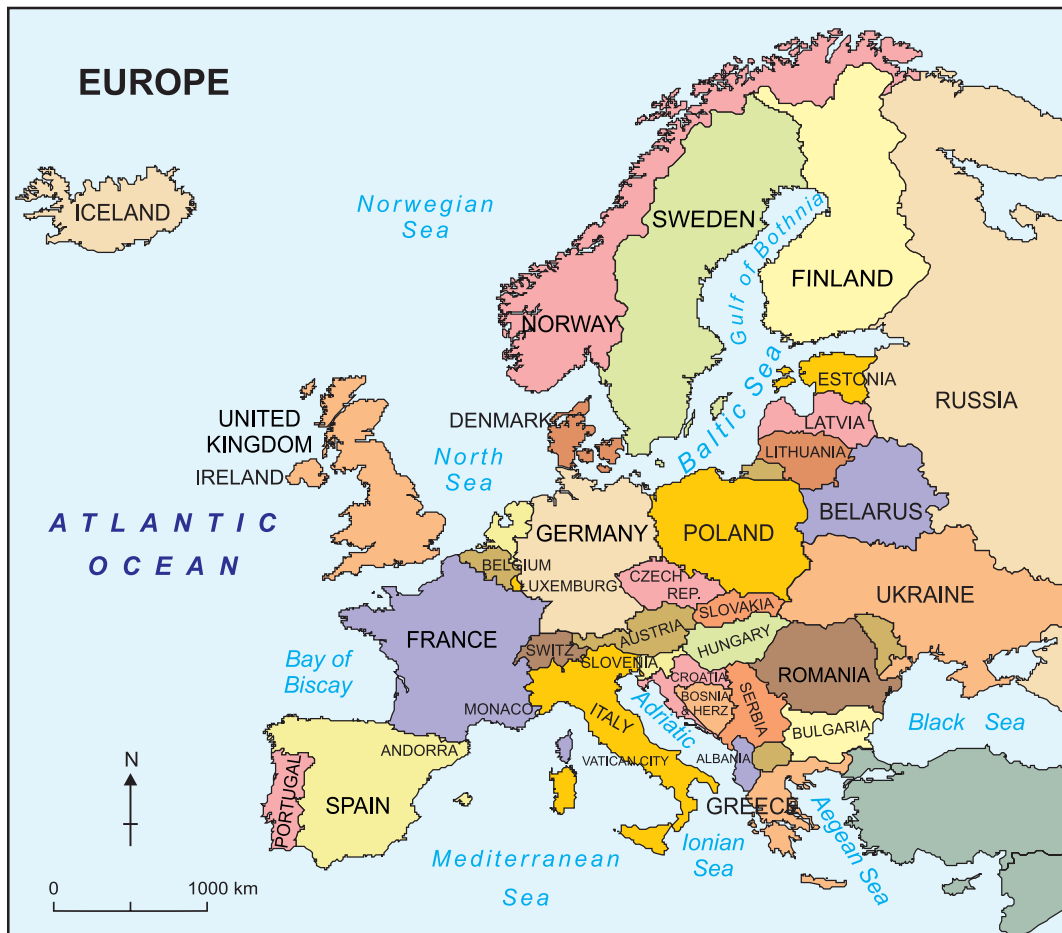 EUROPE
ICELAND
Norwegian
Sea
SWEDEN
Gulf of Bothnia
FINLAND
NORWAY
ESTONIA
RUSSIA
Baltic Sea
LATVIA
UNITED
KINGDOM
DENMARK
LITHUANIA
IRELAND
North
Sea
BELARUS
ATLANTIC
OCEAN
GERMANY
POLAND
BELGIUM
LUXEMBURG
CZECH
REP.
UKRAINE
SLOVAKIA
FRANCE
AUSTRIA
HUNGARY
SWITZ
SLOVENIA
Bay of
Biscay
ROMANIA
CROATIA
BOSNIA
& HERZ
SERBIA
MONACO
ITALY
Adriatic
BULGARIA
Black Sea
ANDORRA
VATICAN CITY
ALBANIA
N
PORTUGAL
SPAIN
GREECE
Aegean Sea
Ionian
Sea
Mediterranean
Sea
0 1000 km